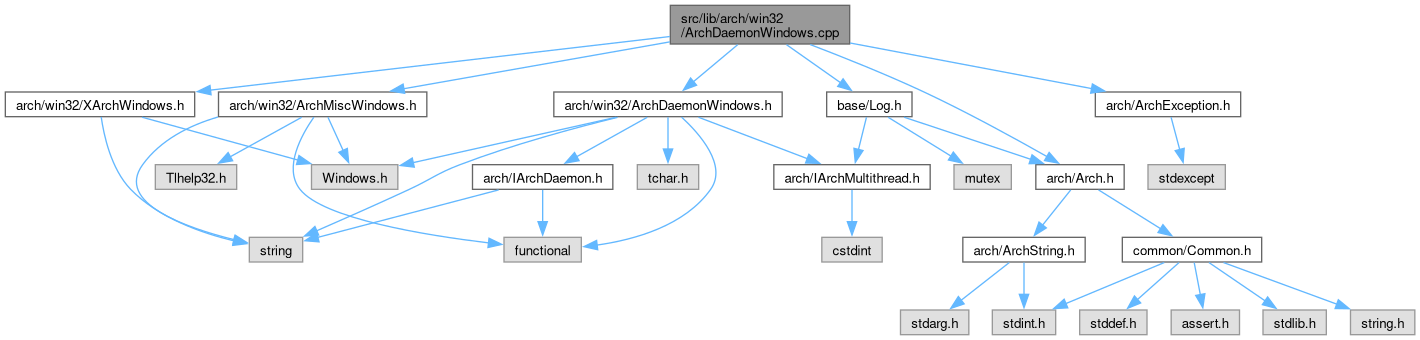 src/lib/arch/win32
/ArchDaemonWindows.cpp
arch/win32/XArchWindows.h
arch/win32/ArchMiscWindows.h
arch/win32/ArchDaemonWindows.h
base/Log.h
arch/ArchException.h
Tlhelp32.h
Windows.h
arch/IArchDaemon.h
tchar.h
arch/IArchMultithread.h
mutex
arch/Arch.h
stdexcept
string
functional
cstdint
arch/ArchString.h
common/Common.h
stdarg.h
stdint.h
stddef.h
assert.h
stdlib.h
string.h